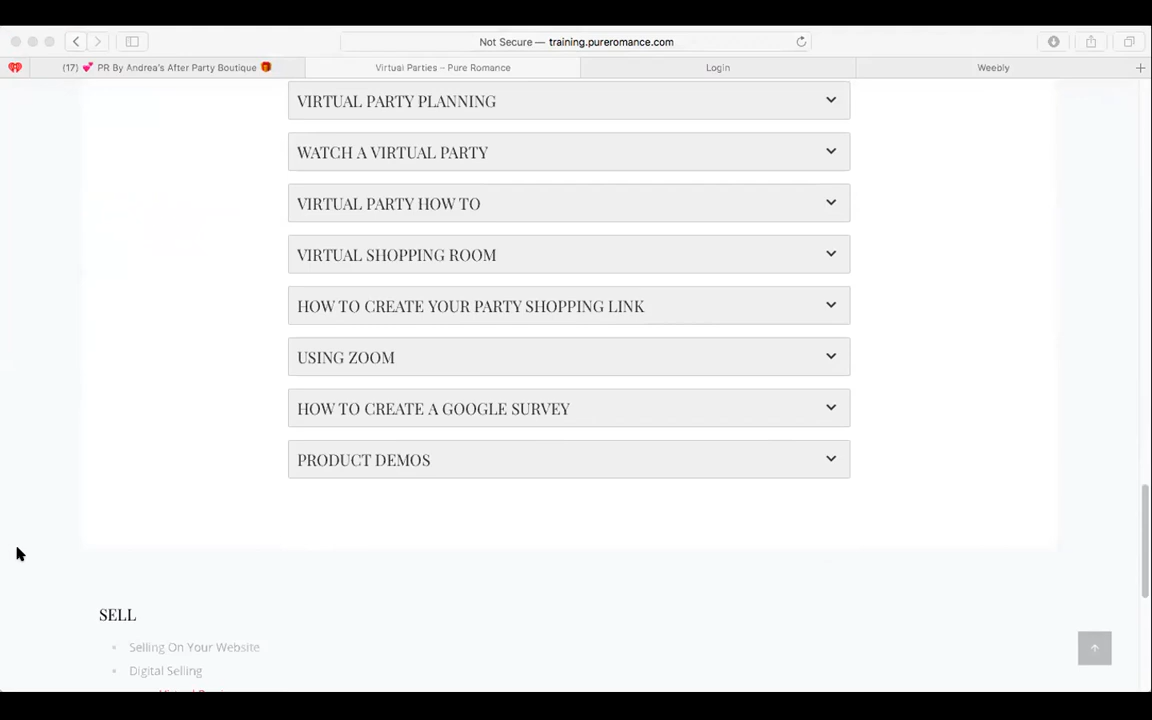 Not Secure — training.pureromance.com
(17) 💕 PR By Andrea's After Party Boutique 🎁
Virtual Parties – Pure Romance
Login
Weebly
VIRTUAL PARTY PLANNING
WATCH A VIRTUAL PARTY
VIRTUAL PARTY HOW TO
VIRTUAL SHOPPING ROOM
HOW TO CREATE YOUR PARTY SHOPPING LINK
USING ZOOM
HOW TO CREATE A GOOGLE SURVEY
PRODUCT DEMOS
SELL
Selling On Your Website
Digital Selling